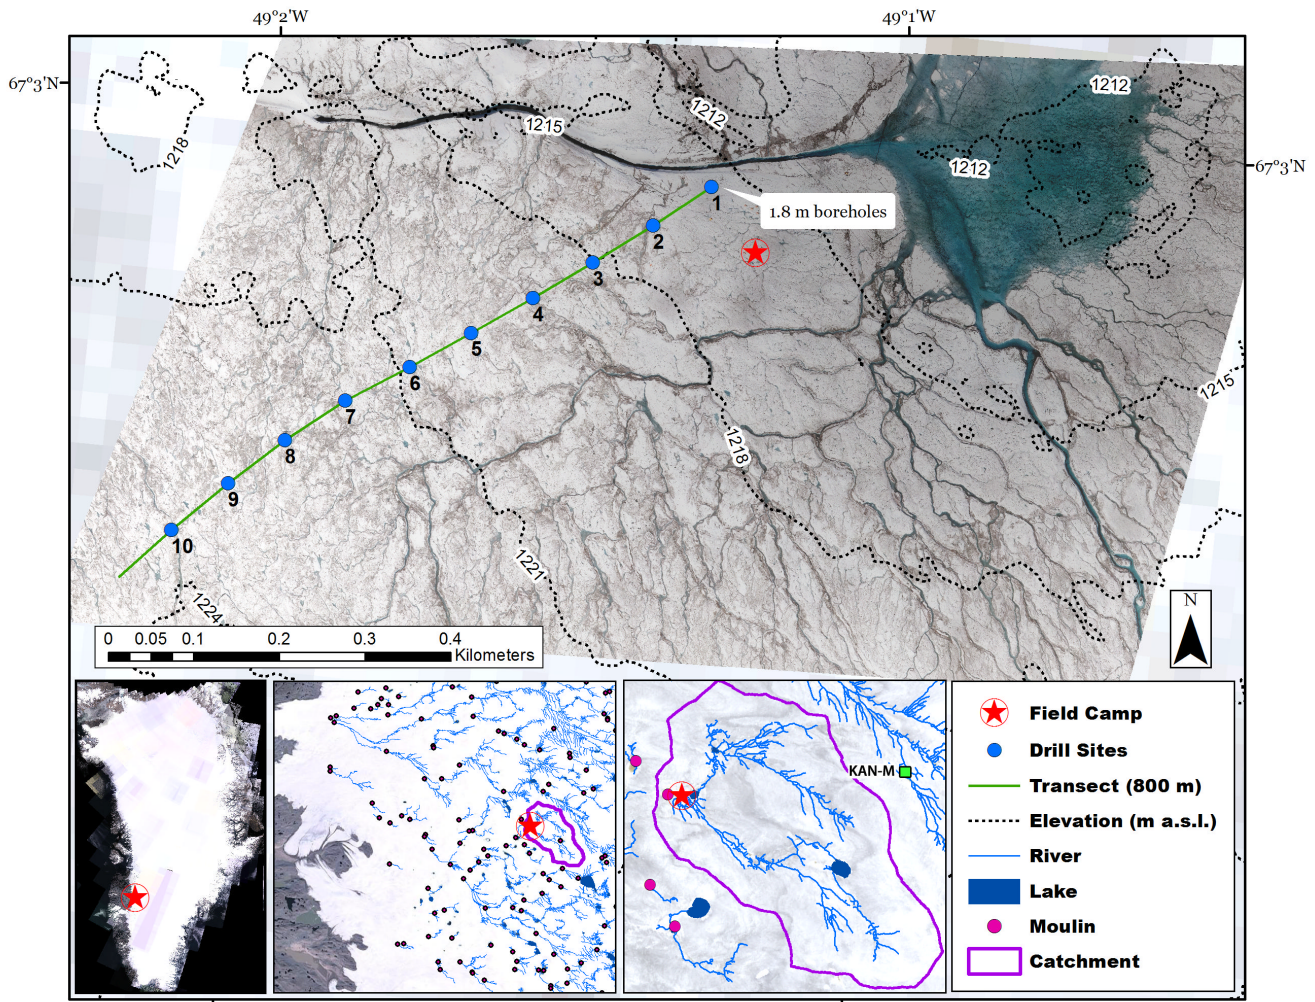 49°2'W
49°1'W
67°3'N
67°3'N
1212
1212
1215
1212
1218
1
1.8 m boreholes
2
3
4
5
6
7
8
9
10
1215
1218
1221
1224
N
0 0.05 0.1 0.2 0.3 0.4
Kilometers
KAN-M
Field Camp
Drill Sites
Transect (800 m)
Elevation (m a.s.l.)
River
Lake
Moulin
Catchment